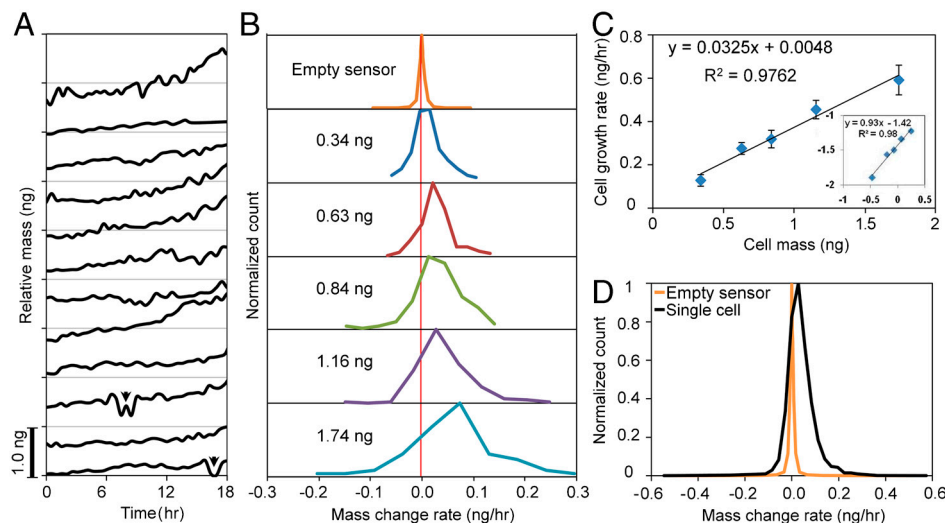 A
Relative mass (ng)
1.0 ng
0 6 12 18
Time(hr)
B
Normalized count
Empty sensor
0.34 ng
0.63 ng
0.84 ng
1.16 ng
1.74 ng
-0.3 -0.2 -0.1 0.0 0.1 0.2 0.3
Mass change rate (ng/hr)
C
Cell growth rate (ng/hr)
0.8
0.6
0.4
0.2
0
y = 0.0325x + 0.0048
R² = 0.9762
y = 0.93x - 1.42
R² = 0.98
-1
-1.5
-2
-1 -0.5 0 0.5
0 0.5 1 1.5 2
Cell mass (ng)
D
Normalized count
1
0.8
0.6
0.4
0.2
0
Empty sensor
Single cell
-0.6 -0.4 -0.2 0.0 0.2 0.4 0.6
Mass change rate (ng/hr)